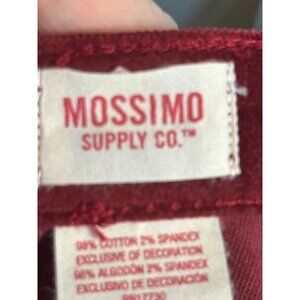 MOSSIMO
SUPPLY CO.™
98% COTTON 2% SPANDEX
EXCLUSIVE OF DECORATION
98% ALGODÓN 2% SPANDEX
EXCLUSIVO DE DECORACIÓN